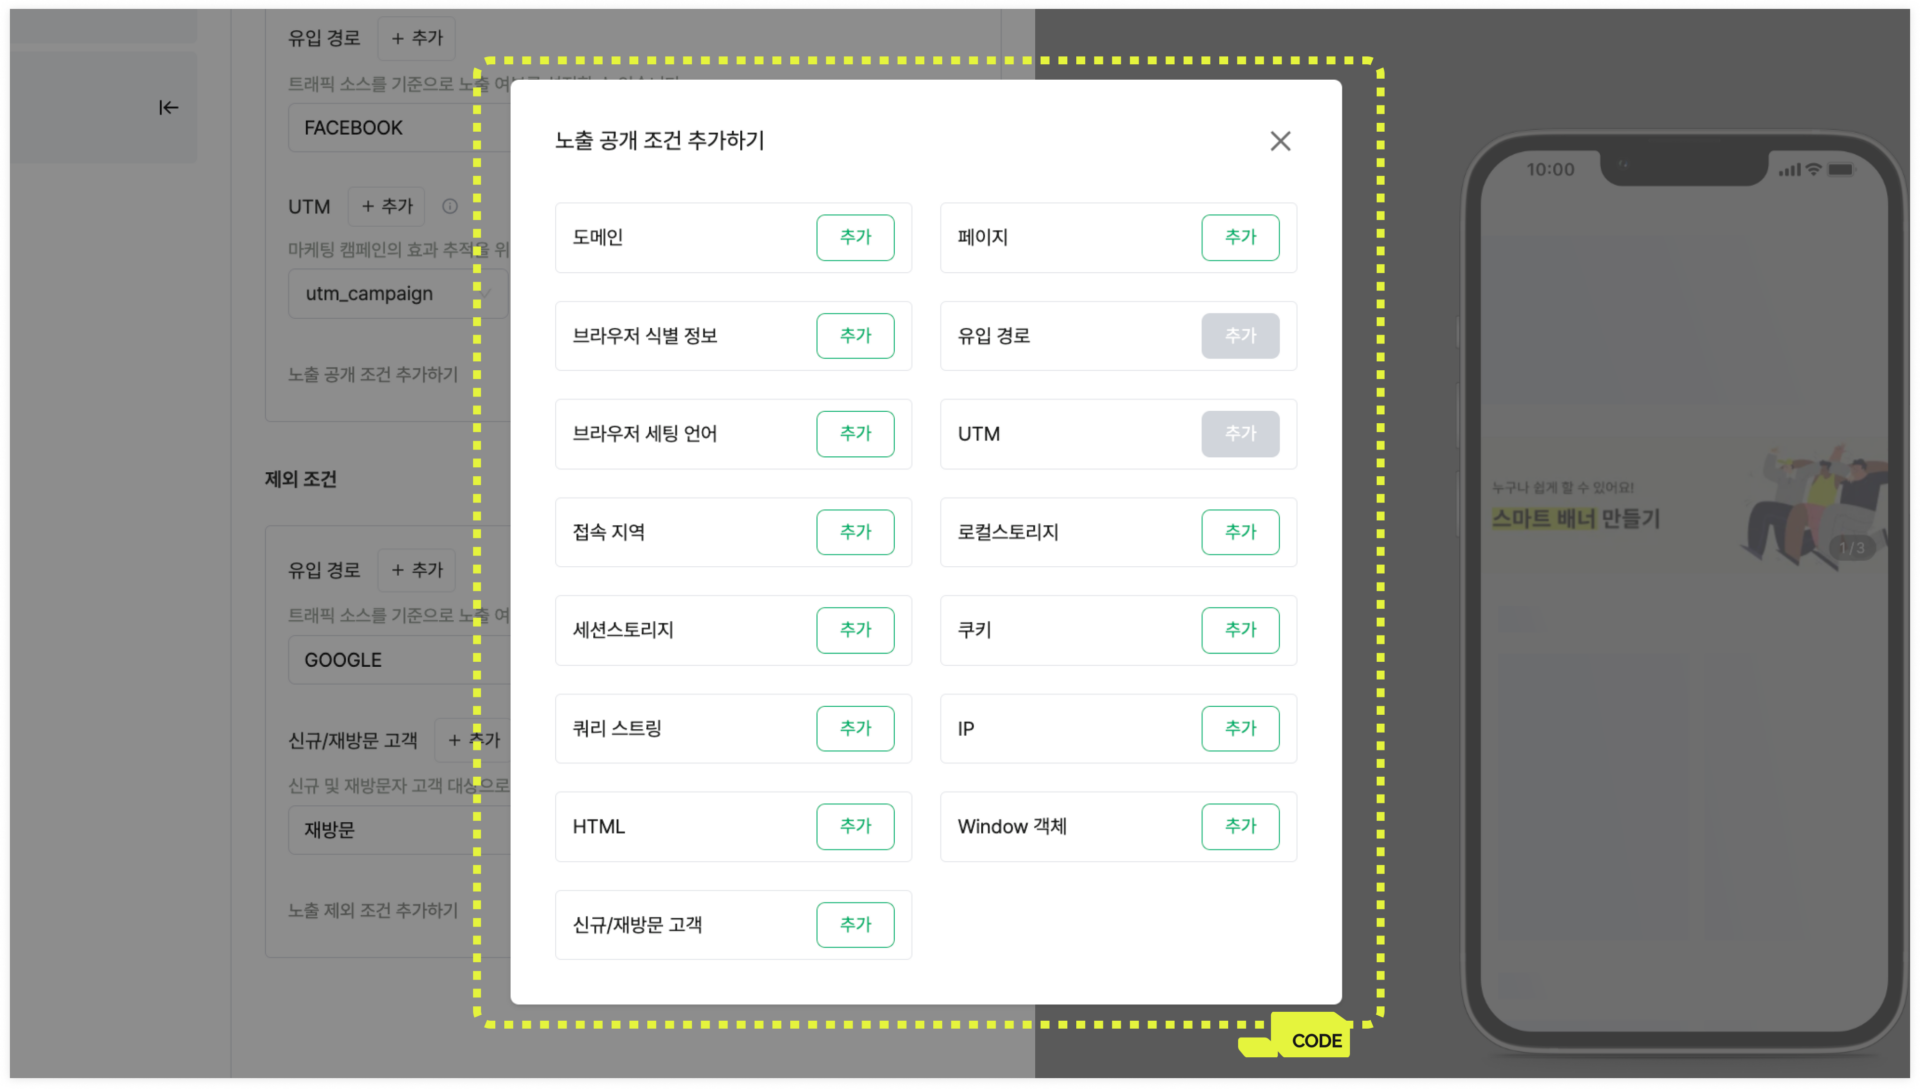 유입 경로
+ 추가
트래픽 소스를 기준으로 노출 여부를 설정할 수 있습니다
FACEBOOK
UTM
+ 추가
마케팅 캠페인의 효과 추적을 위
utm_campaign
노출 공개 조건 추가하기
제외 조건
유입 경로
+ 추가
트래픽 소스를 기준으로 노출 여
GOOGLE
신규/재방문 고객
+ 추가
신규 및 재방문자 고객 대상으로
재방문
노출 제외 조건 추가하기
노출 공개 조건 추가하기
도메인
추가
페이지
추가
브라우저 식별 정보
추가
유입 경로
추가
브라우저 세팅 언어
추가
UTM
추가
접속 지역
추가
로컬스토리지
추가
세션스토리지
추가
쿠키
추가
쿼리 스트링
추가
IP
추가
HTML
추가
Window 객체
추가
신규/재방문 고객
추가
CODE
10:00
누구나 쉽게 할 수 있어요!
스마트 배너 만들기
1/3